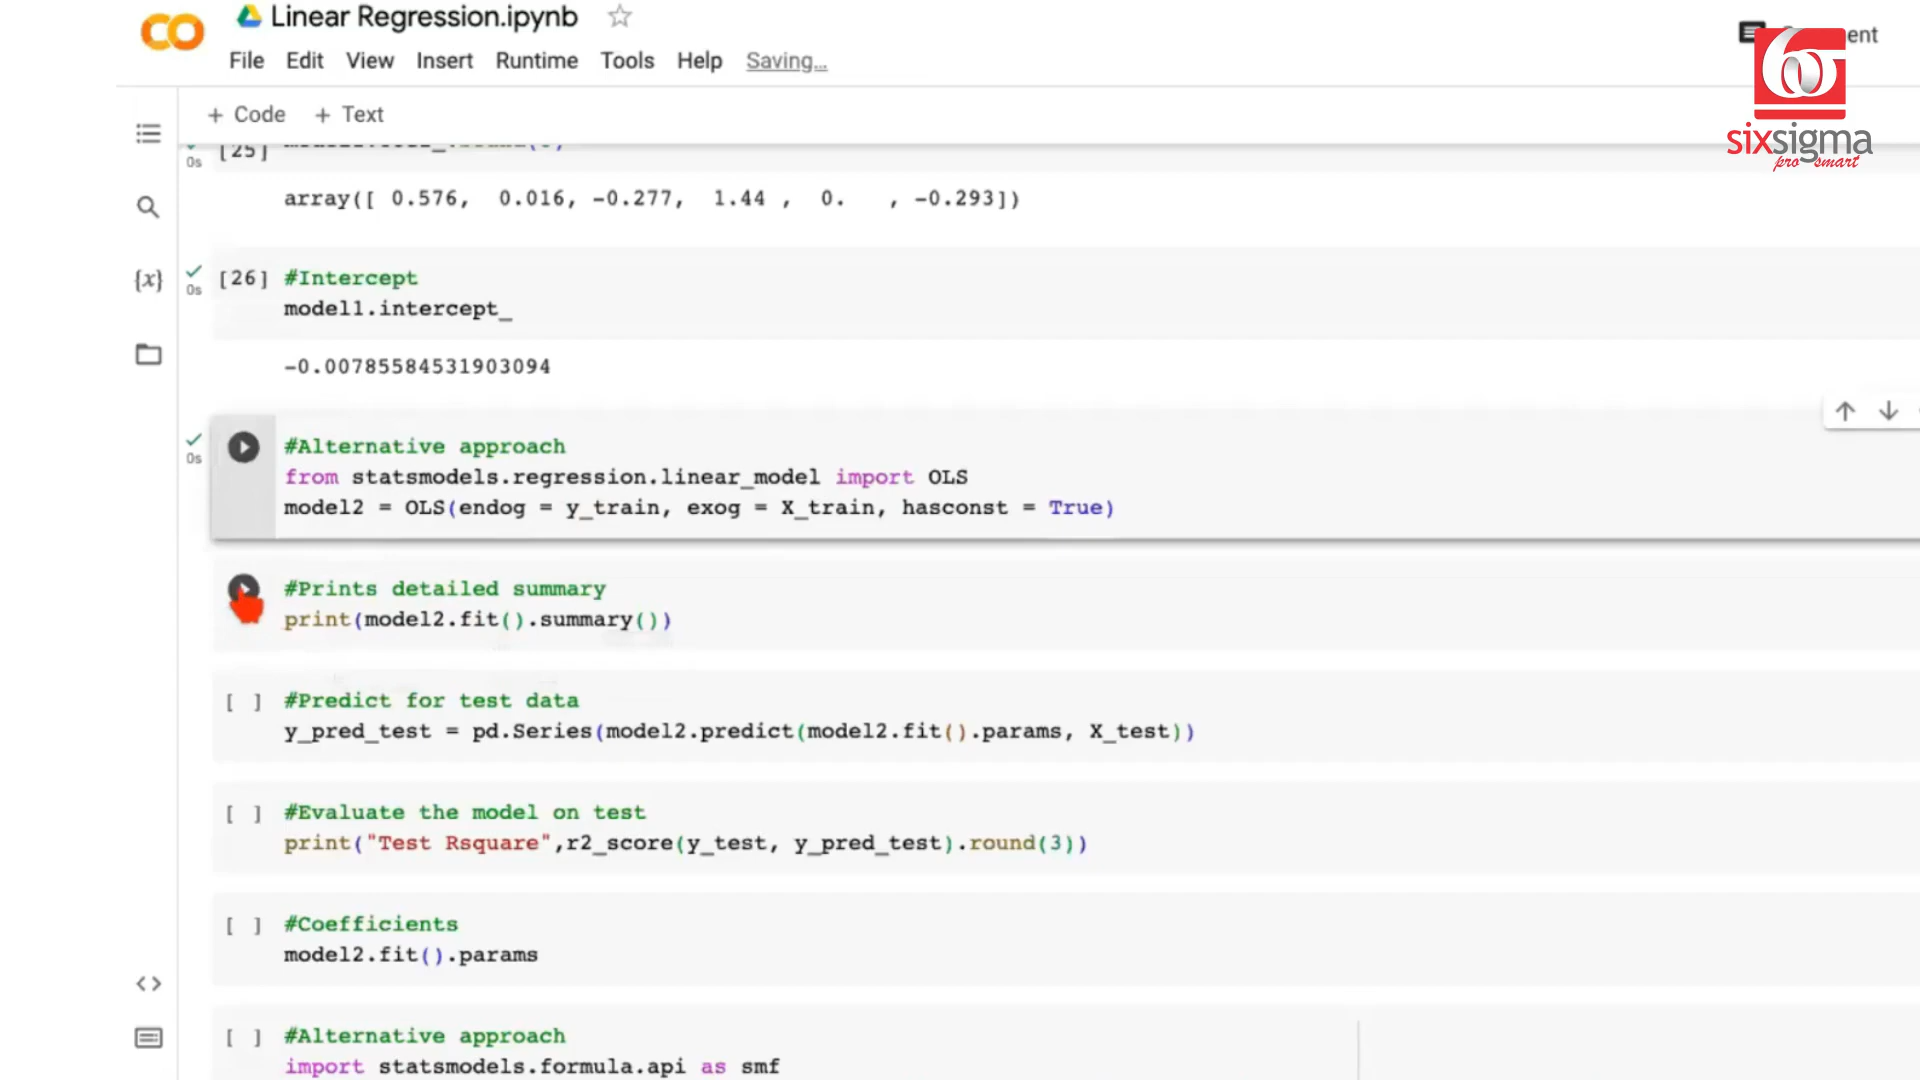 Linear Regression.ipynb
File Edit View Insert Runtime Tools Help Saving...
+ Code + Text
0s [25]
array([ 0.576, 0.016, -0.277, 1.44 , 0. , -0.293])
0s [26] #Intercept
model1.intercept_
-0.00785584531903094
0s #Alternative approach
from statsmodels.regression.linear_model import OLS
model2 = OLS(endog = y_train, exog = X_train, hasconst = True)
#Prints detailed summary
print(model2.fit().summary())
[ ] #Predict for test data
y_pred_test = pd.Series(model2.predict(model2.fit().params, X_test))
[ ] #Evaluate the model on test
print("Test Rsquare",r2_score(y_test, y_pred_test).round(3))
[ ] #Coefficients
model2.fit().params
[ ] #Alternative approach
import statsmodels.formula.api as smf
{x}
6σ
sixsigma
pro smart